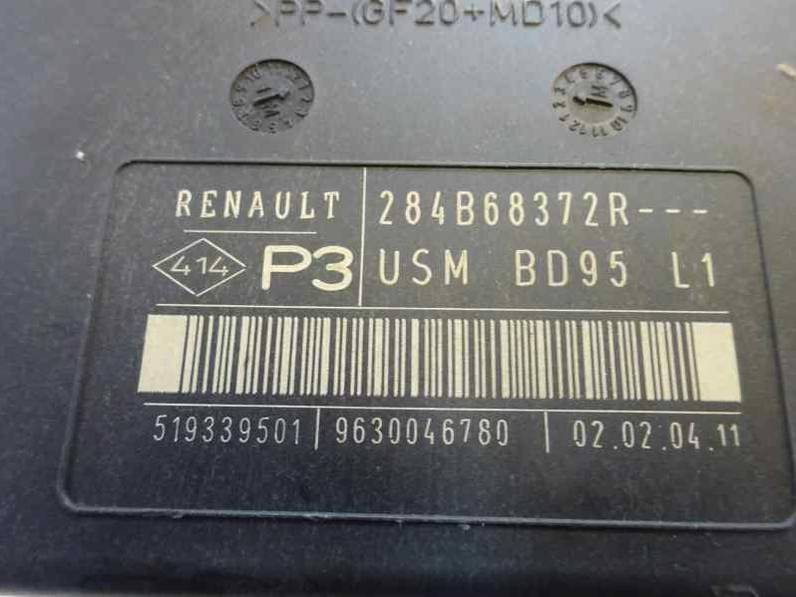 >PP-(GF20+MD10)<
RENAULT 284B68372R---
414 P3 USM BD95 L1
519339501 9630046780 02.02.04.11